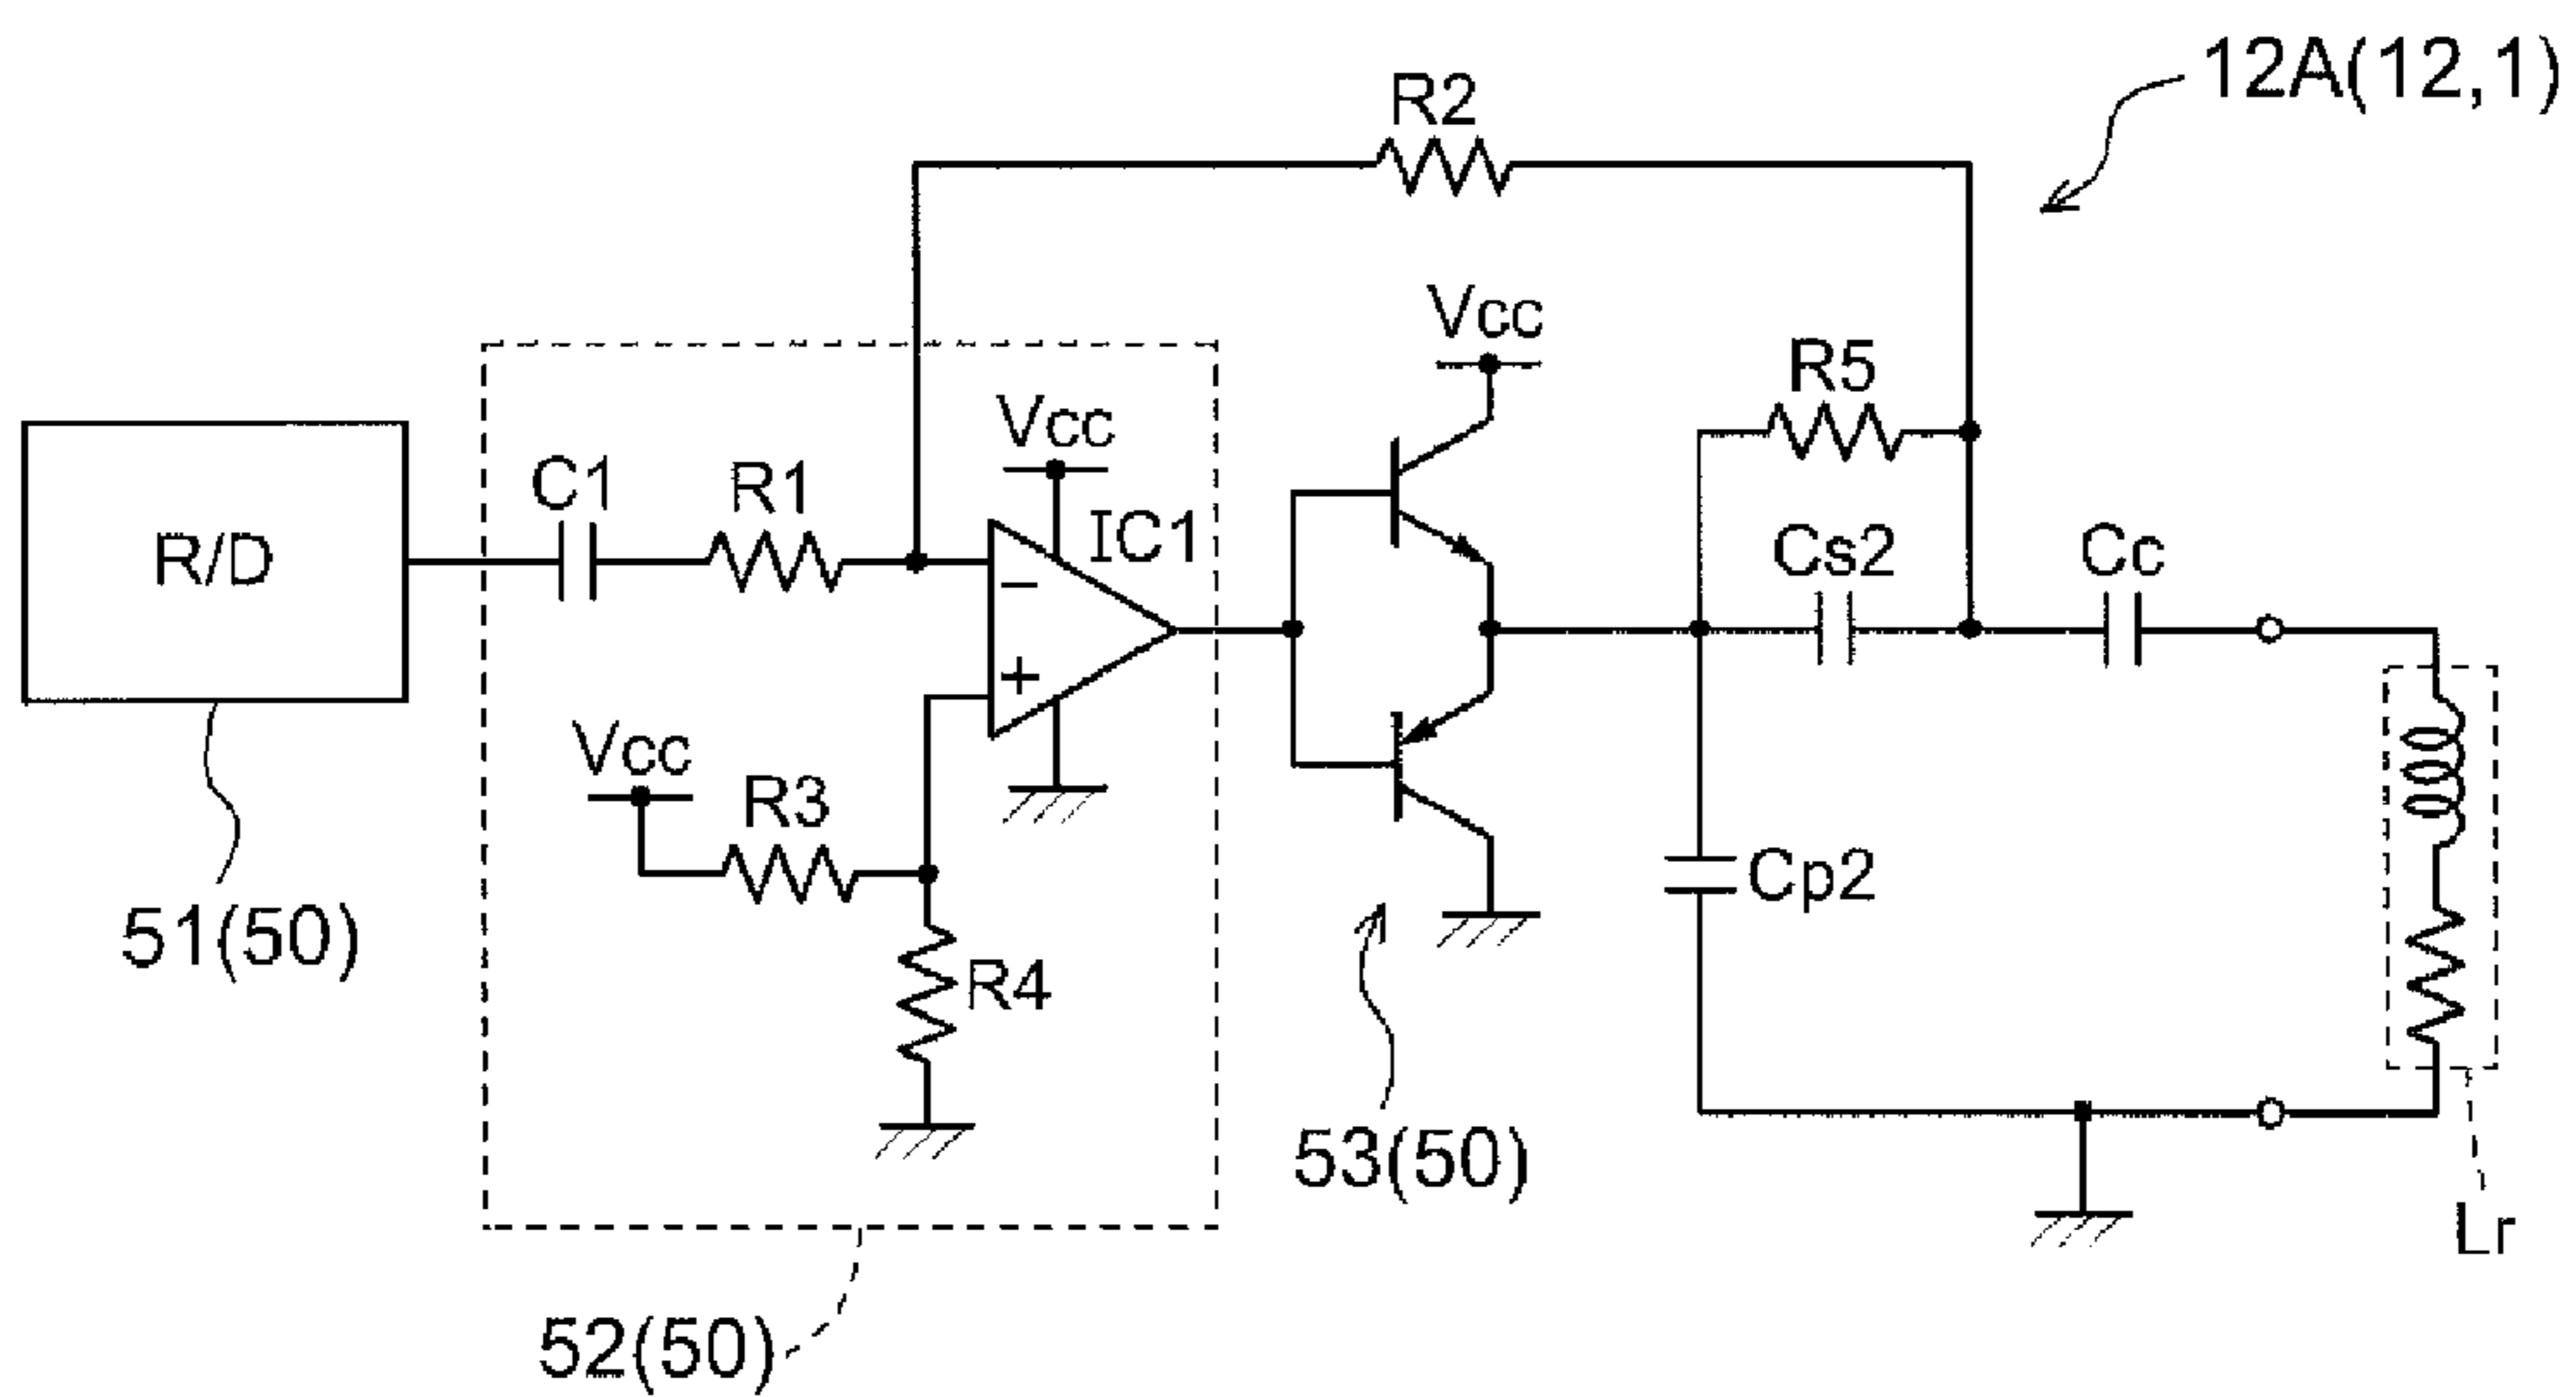 12A(12,1)
R2
Vcc
R5
Vcc
C1
R1
IC1
R/D
Cs2
Cc
−
+
Vcc
R3
Cp2
51(50)
R4
53(50)
Lr
52(50)